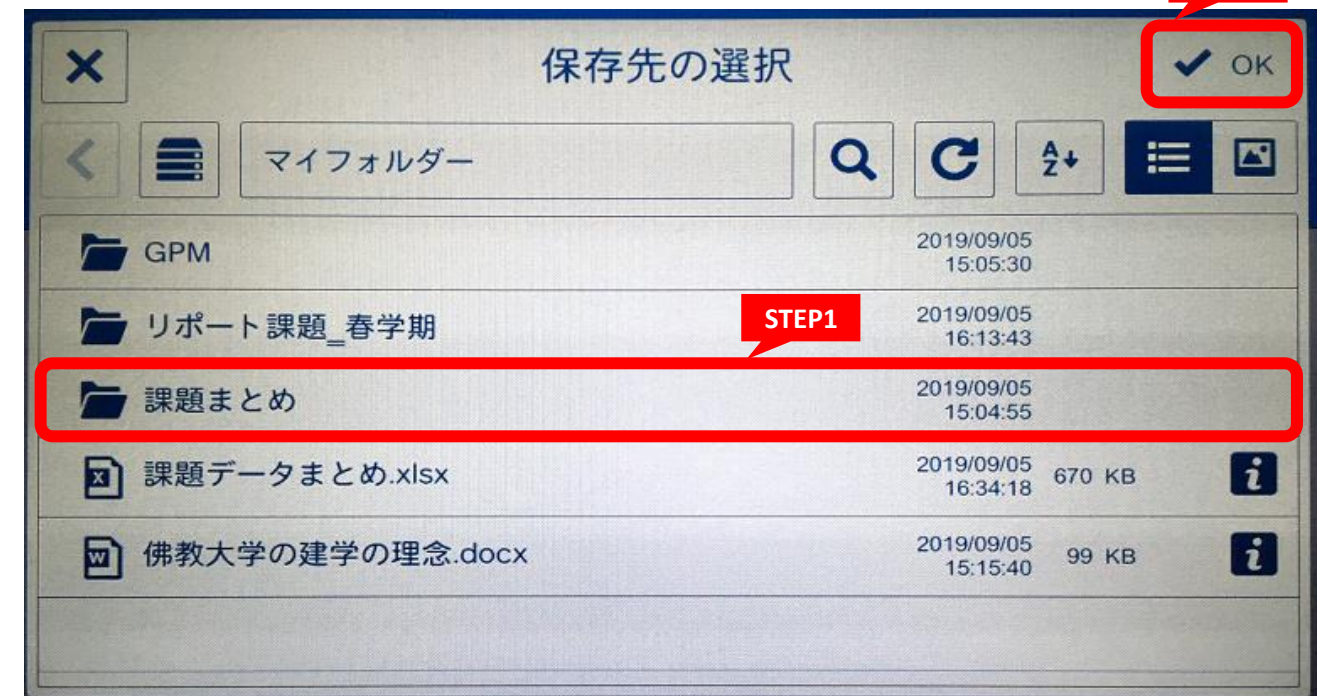 保存先の選択
OK
マイフォルダー
A
Z
GPM
2019/09/05
15:05:30
リポート課題_春学期
STEP1
2019/09/05
16:13:43
課題まとめ
2019/09/05
15:04:55
X
課題データまとめ.xlsx
2019/09/05
16:34:18
670 KB
i
W
佛教大学の建学の理念.docx
2019/09/05
15:15:40
99 KB
i